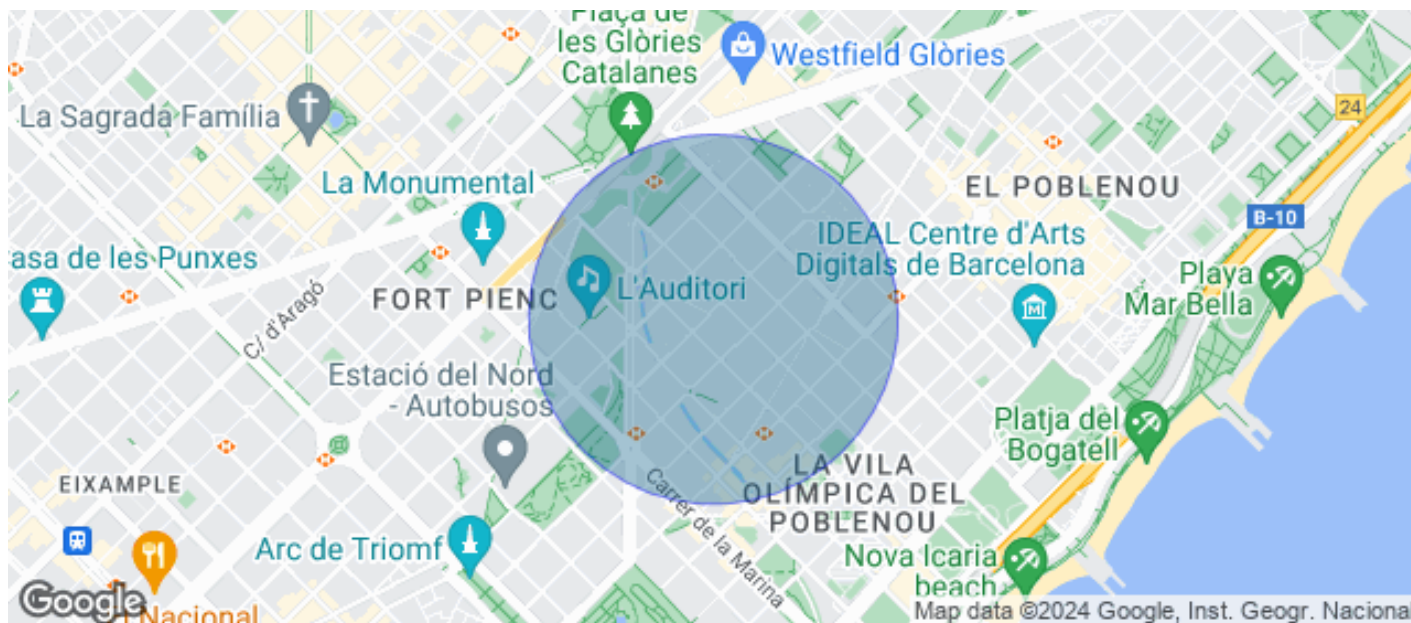 Plaça de
les Glòries
Catalanes
Westfield Glòries
La Sagrada Família
24
La Monumental
EL POBLENOU
B-10
IDEAL Centre d'Arts
Digitals de Barcelona
asa de les Punxes
Playa
Mar Bella
L'Auditori
FORT PIENC
C/ d'Aragó
Estació del Nord
- Autobusos
Platja del
Bogatell
LA VILA
OLÍMPICA DEL
POBLENOU
EIXAMPLE
Carrer de la Marina
Arc de Triomf
Nova Icaria
beach
Google
Nacional
Map data ©2024 Google, Inst. Geogr. Nacional